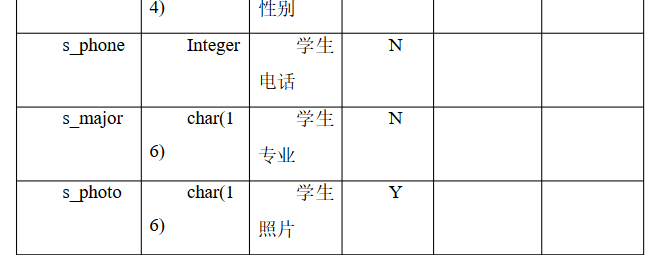 4) 性别
s_phone Integer 学生 N
电话
s_major char(1 学生 N
6) 专业
s_photo char(1 学生 Y
6) 照片